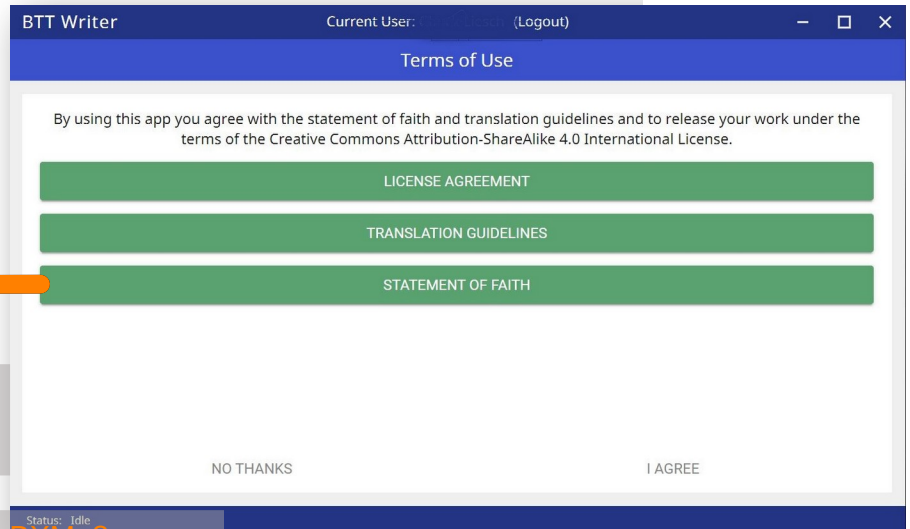 BTT Writer Current User: (Logout)
Terms of Use
By using this app you agree with the statement of faith and translation guidelines and to release your work under the
terms of the Creative Commons Attribution-ShareAlike 4.0 International License.
LICENSE AGREEMENT
TRANSLATION GUIDELINES
STATEMENT OF FAITH
NO THANKS I AGREE
Status: Idle